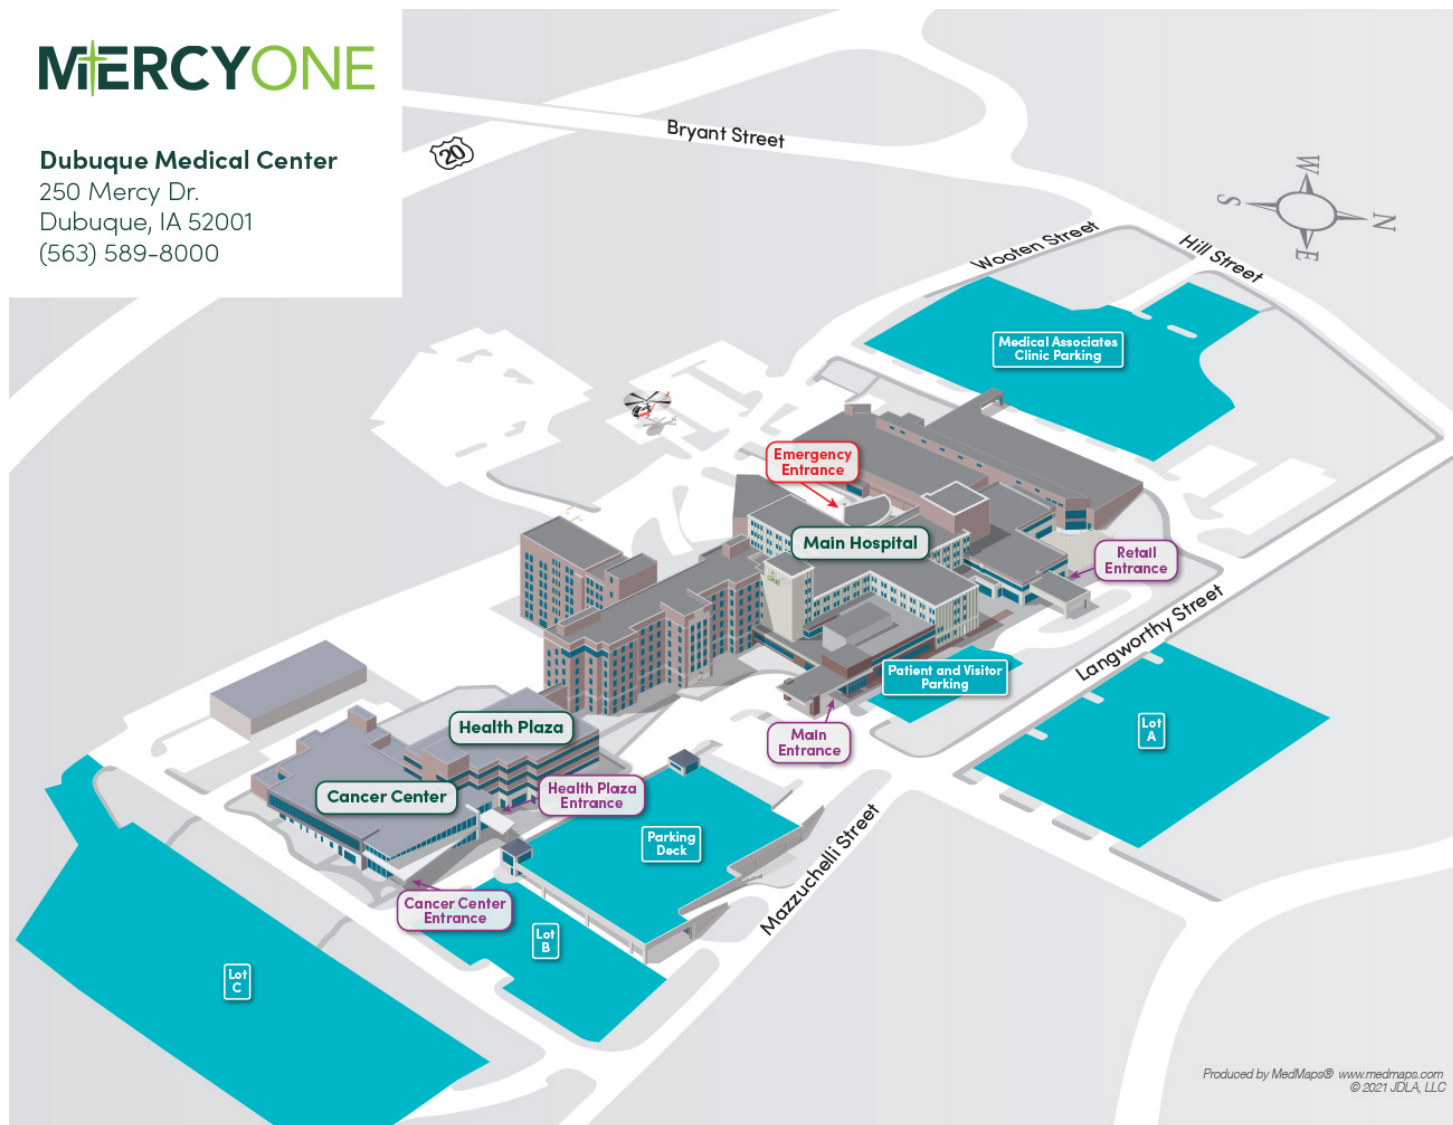 MERCYONE
Dubuque Medical Center
250 Mercy Dr.
Dubuque, IA 52001
(563) 589-8000
20
Bryant Street
W
S
N
E
Wooten Street
Hill Street
Medical Associates
Clinic Parking
Emergency
Entrance
Main Hospital
Retail
Entrance
Langworthy Street
Patient and Visitor
Parking
Lot
A
Main
Entrance
Health Plaza
Cancer Center
Health Plaza
Entrance
Parking
Deck
Mazzuchelli Street
Cancer Center
Entrance
Lot
B
Lot
C
Produced by MedMaps® www.medmaps.com
© 2021 JDLA, LLC